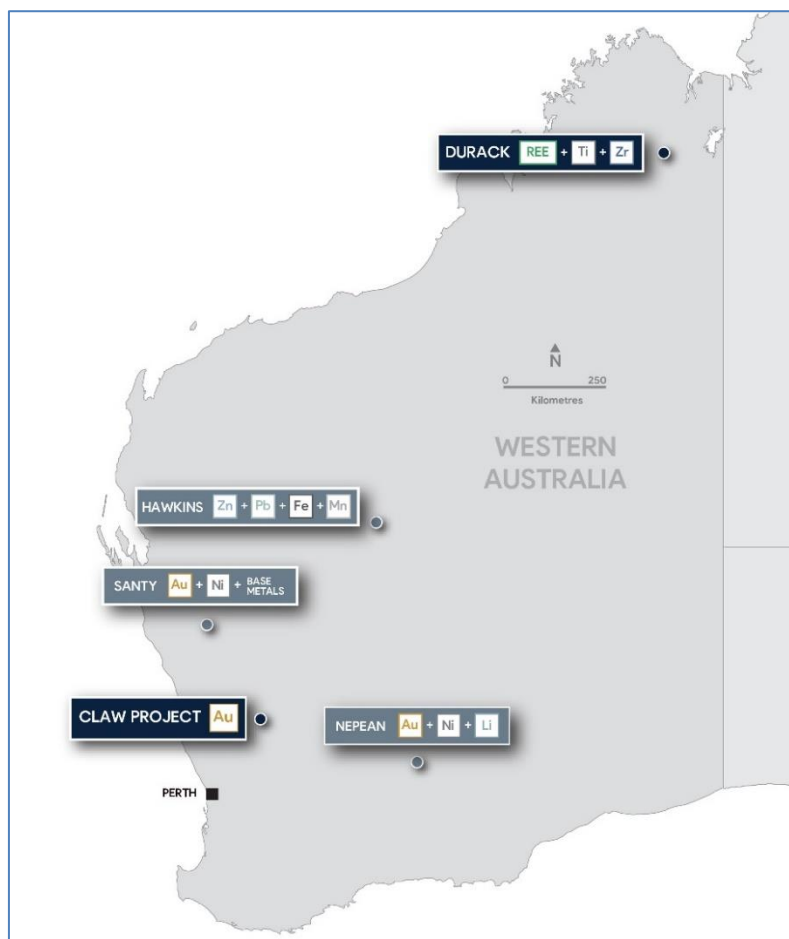 DURACK REE + Ti + Zr
N
0 250
Kilometres
WESTERN
AUSTRALIA
HAWKINS Zn + Pb + Fe + Mn
SANTY Au + Ni + BASE
METALS
CLAW PROJECT Au
NEPEAN Au + Ni + Li
PERTH